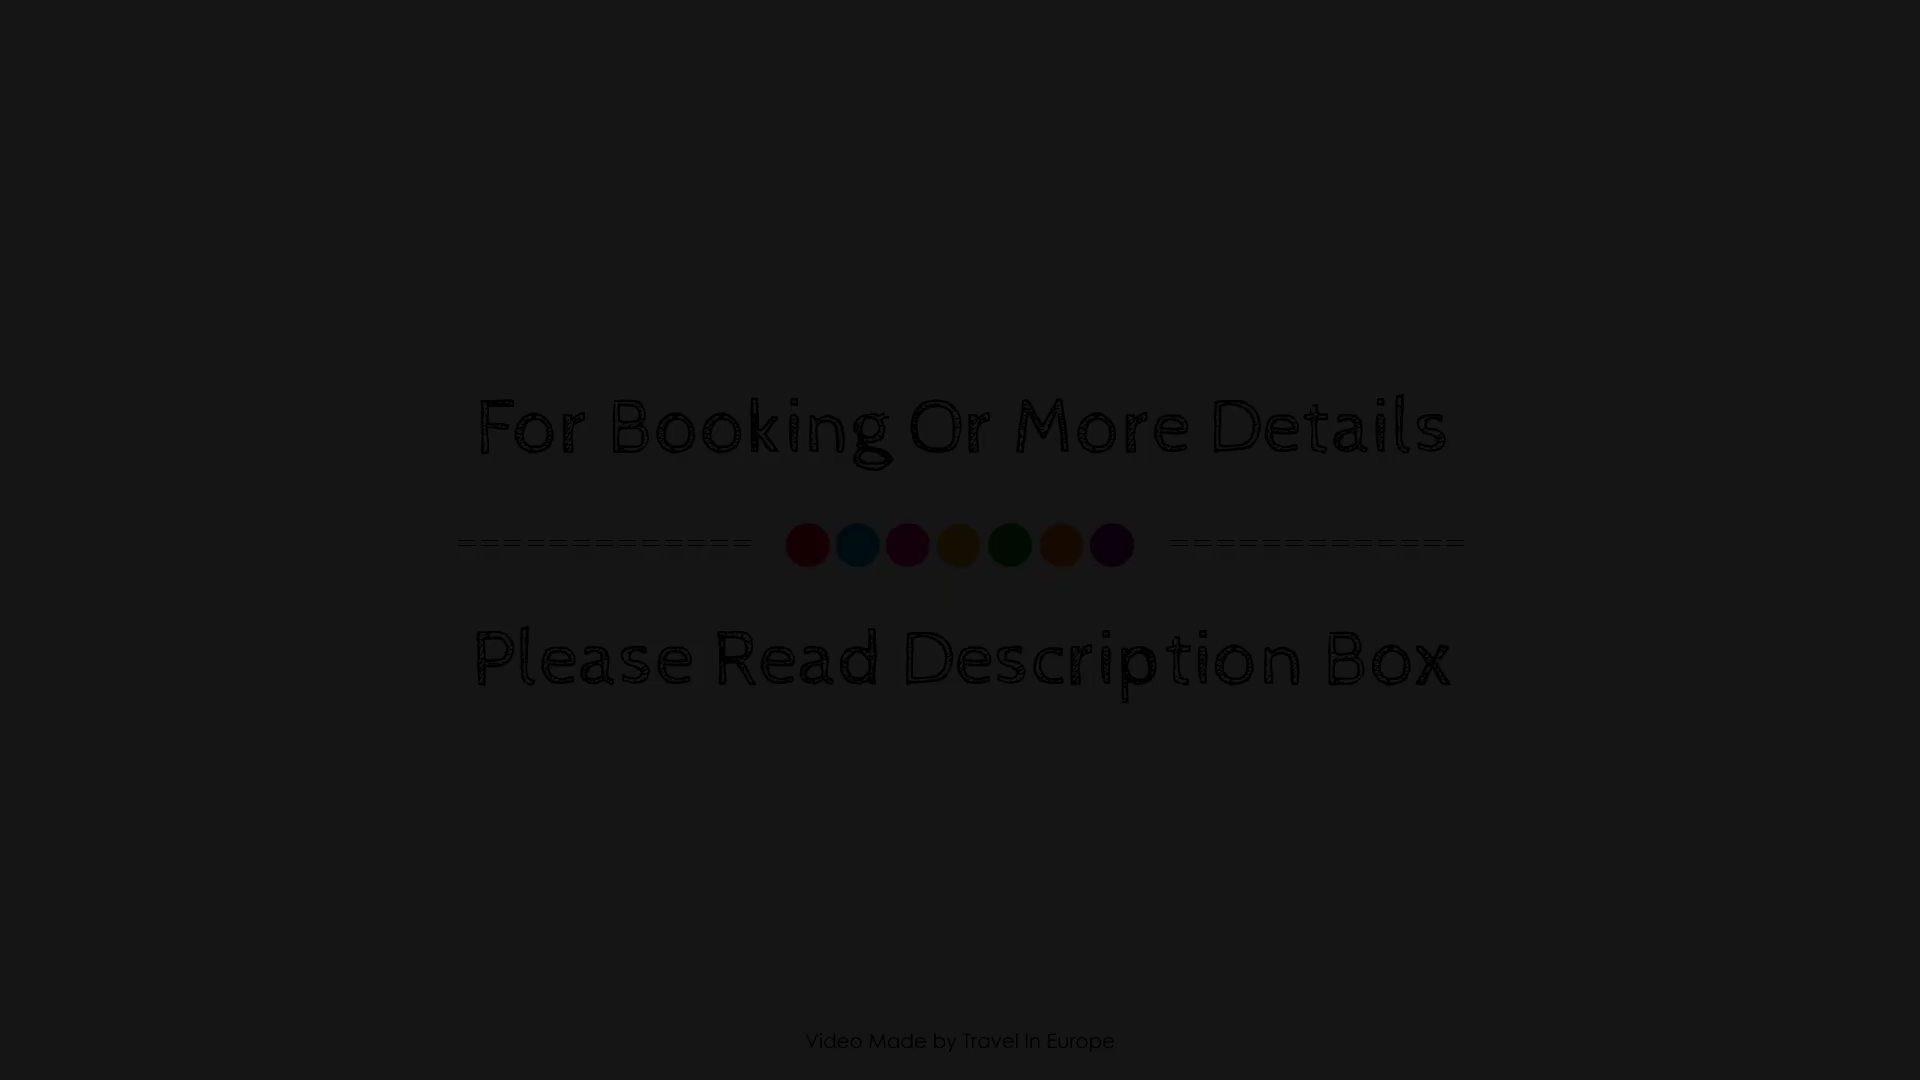 For Booking Or More Details
============= =============
Please Read Description Box
Video Made by Travel In Europe